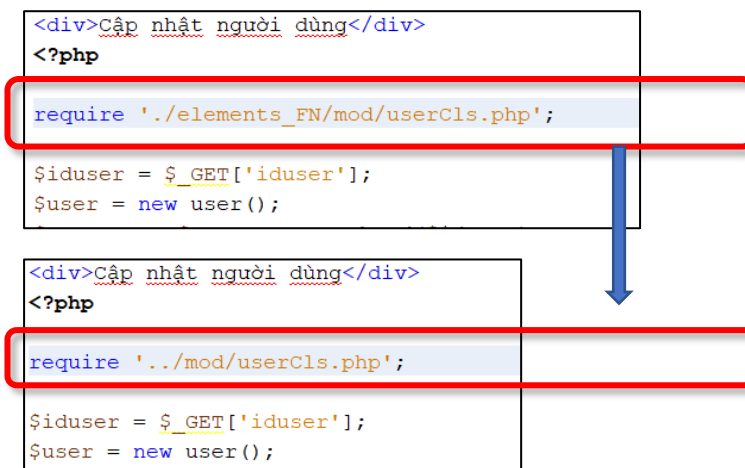 <div>Cập nhật người dùng</div>
<?php
require './elements_FN/mod/userCls.php';
$iduser = $_GET['iduser'];
$user = new user();
<div>Cập nhật người dùng</div>
<?php
require '../mod/userCls.php';
$iduser = $_GET['iduser'];
$user = new user();